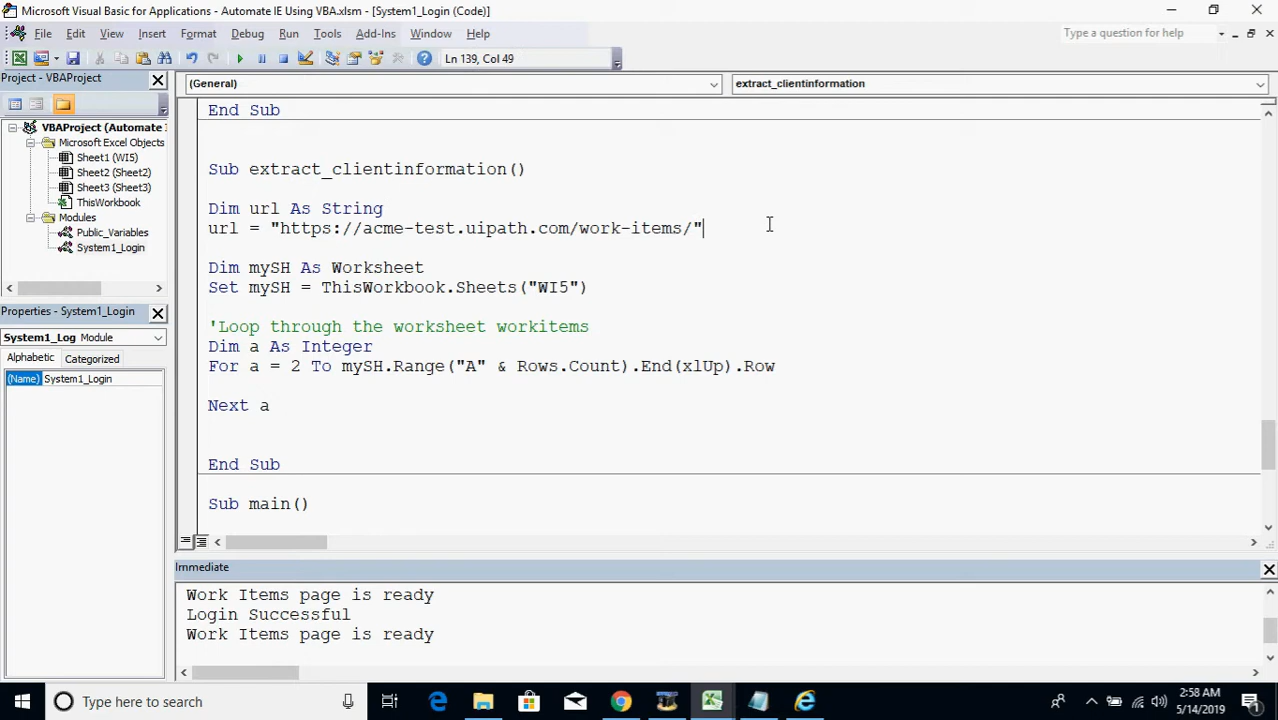 Microsoft Visual Basic for Applications - Automate IE Using VBA.xlsm - [System1_Login (Code)]
File Edit View Insert Format Debug Run Tools Add-Ins Window Help
Type a question for help
Ln 139, Col 49
Project - VBAProject
(General)
extract_clientinformation
VBAProject (Automate I
Microsoft Excel Objects
Sheet1 (WI5)
Sheet2 (Sheet2)
Sheet3 (Sheet3)
ThisWorkbook
Modules
Public_Variables
System1_Login
Properties - System1_Login
System1_Log Module
Alphabetic Categorized
(Name) System1_Login
End Sub
Sub extract_clientinformation()
Dim url As String
url = "https://acme-test.uipath.com/work-items/"
Dim mySH As Worksheet
Set mySH = ThisWorkbook.Sheets("WI5")
'Loop through the worksheet workitems
Dim a As Integer
For a = 2 To mySH.Range("A" & Rows.Count).End(xlUp).Row
Next a
End Sub
Sub main()
Immediate
Work Items page is ready
Login Successful
Work Items page is ready
Type here to search
2:58 AM
5/14/2019